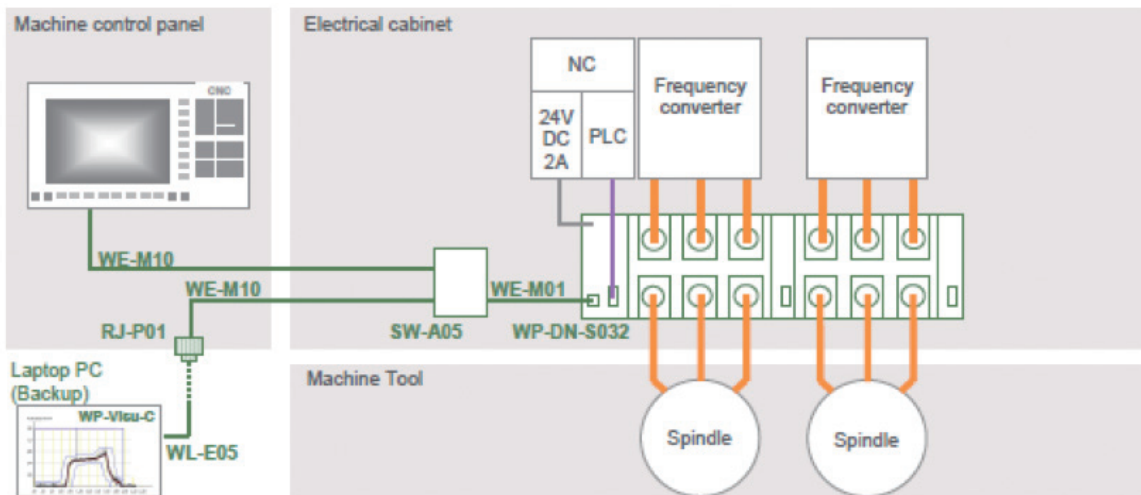 Machine control panel
CNC
Electrical cabinet
NC
24V
DC
2A
PLC
Frequency
converter
Frequency
converter
WE-M10
WE-M10
WE-M01
RJ-P01
SW-A05
WP-DN-S032
Laptop PC
(Backup)
WP-Visu-C
WL-E05
Machine Tool
Spindle
Spindle